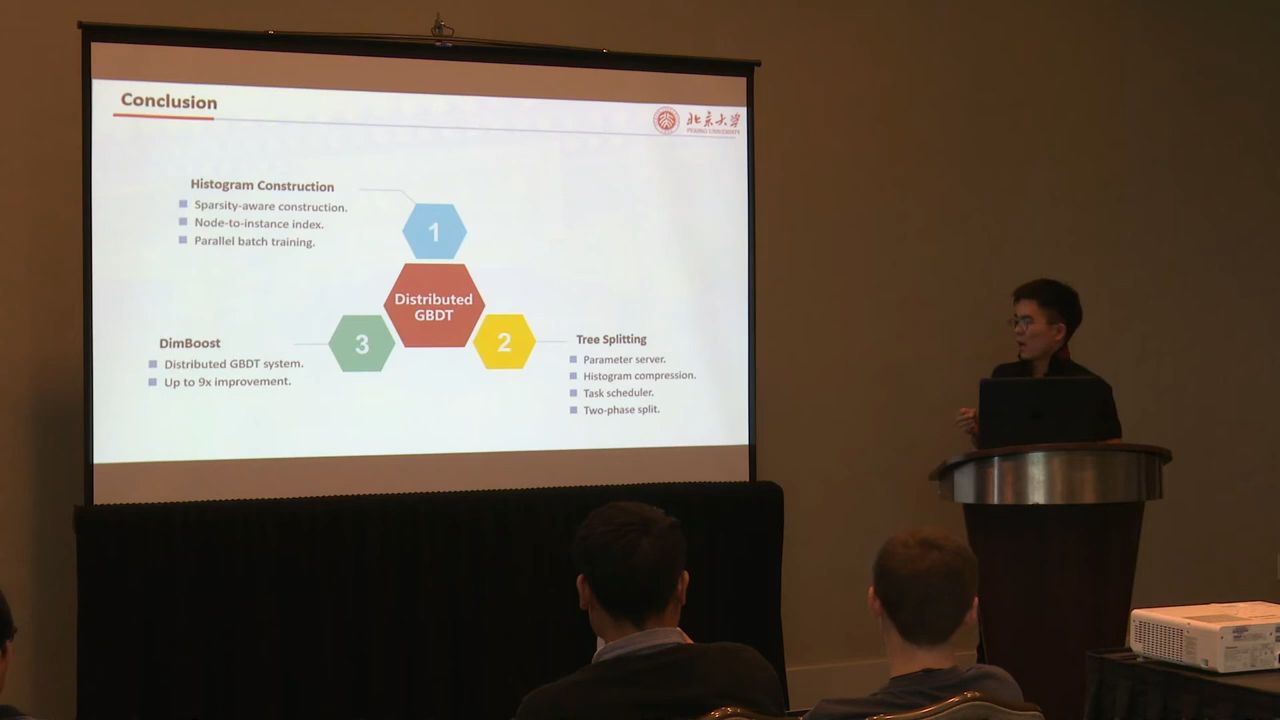 Conclusion
北京大学
PEKING UNIVERSITY
Histogram Construction
Sparsity-aware construction.
Node-to-instance index.
Parallel batch training.
1
Distributed
GBDT
3
2
DimBoost
Distributed GBDT system.
Up to 9x improvement.
Tree Splitting
Parameter server.
Histogram compression.
Task scheduler.
Two-phase split.